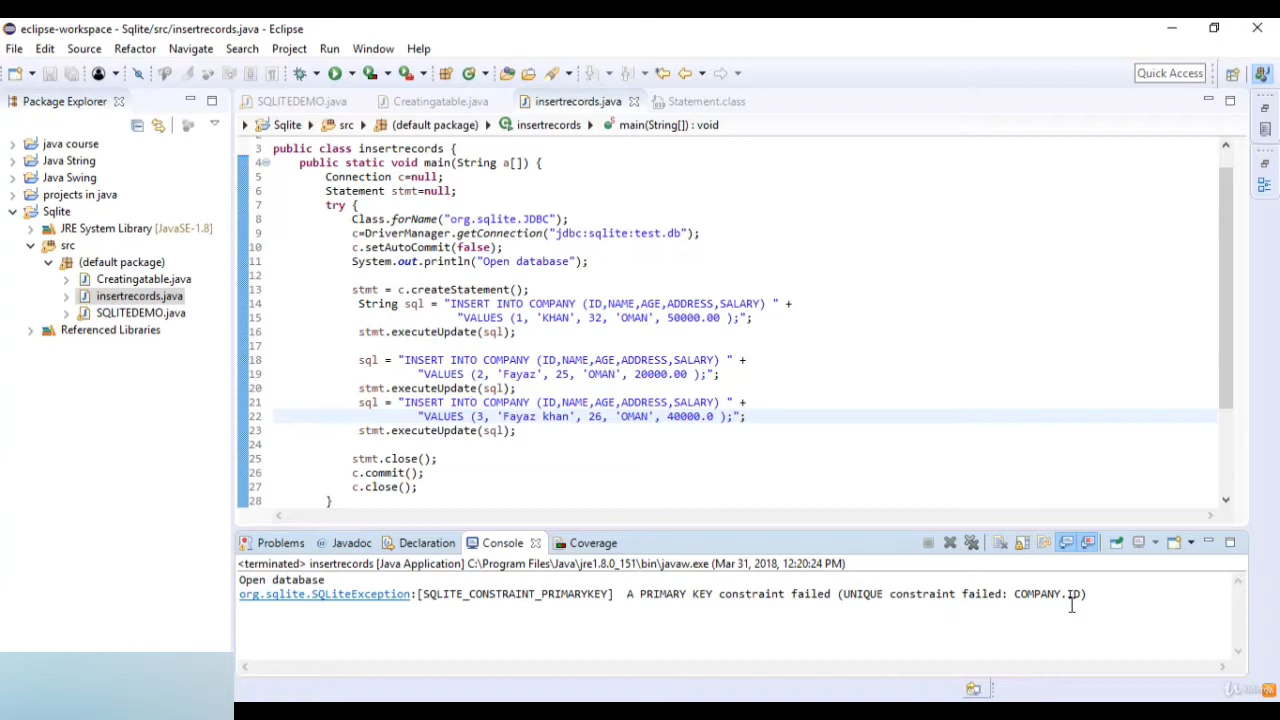 eclipse-workspace - Sqlite/src/insertrecords.java - Eclipse
File Edit Source Refactor Navigate Search Project Run Window Help
Quick Access
Package Explorer
SQLITEDEMO.java Creatingatable.java insertrecords.java Statement.class
Sqlite src (default package) insertrecords main(String[]) : void
java course
Java String
Java Swing
projects in java
Sqlite
JRE System Library [JavaSE-1.8]
src
(default package)
Creatingatable.java
insertrecords.java
SQLITEDEMO.java
Referenced Libraries
3 public class insertrecords {
4 public static void main(String a[]) {
5 Connection c=null;
6 Statement stmt=null;
7 try {
8 Class.forName("org.sqlite.JDBC");
9 c=DriverManager.getConnection("jdbc:sqlite:test.db");
10 c.setAutoCommit(false);
11 System.out.println("Open database");
12
13 stmt = c.createStatement();
14 String sql = "INSERT INTO COMPANY (ID,NAME,AGE,ADDRESS,SALARY) " +
15 "VALUES (1, 'KHAN', 32, 'OMAN', 50000.00 );";
16 stmt.executeUpdate(sql);
17
18 sql = "INSERT INTO COMPANY (ID,NAME,AGE,ADDRESS,SALARY) " +
19 "VALUES (2, 'Fayaz', 25, 'OMAN', 20000.00 );";
20 stmt.executeUpdate(sql);
21 sql = "INSERT INTO COMPANY (ID,NAME,AGE,ADDRESS,SALARY) " +
22 "VALUES (3, 'Fayaz khan', 26, 'OMAN', 40000.0 );";
23 stmt.executeUpdate(sql);
24
25 stmt.close();
26 c.commit();
27 c.close();
28 }
Problems @ Javadoc Declaration Console Coverage
<terminated> insertrecords [Java Application] C:\Program Files\Java\jre1.8.0_151\bin\javaw.exe (Mar 31, 2018, 12:20:24 PM)
Open database
org.sqlite.SQLiteException:[SQLITE_CONSTRAINT_PRIMARYKEY] A PRIMARY KEY constraint failed (UNIQUE constraint failed: COMPANY.ID)